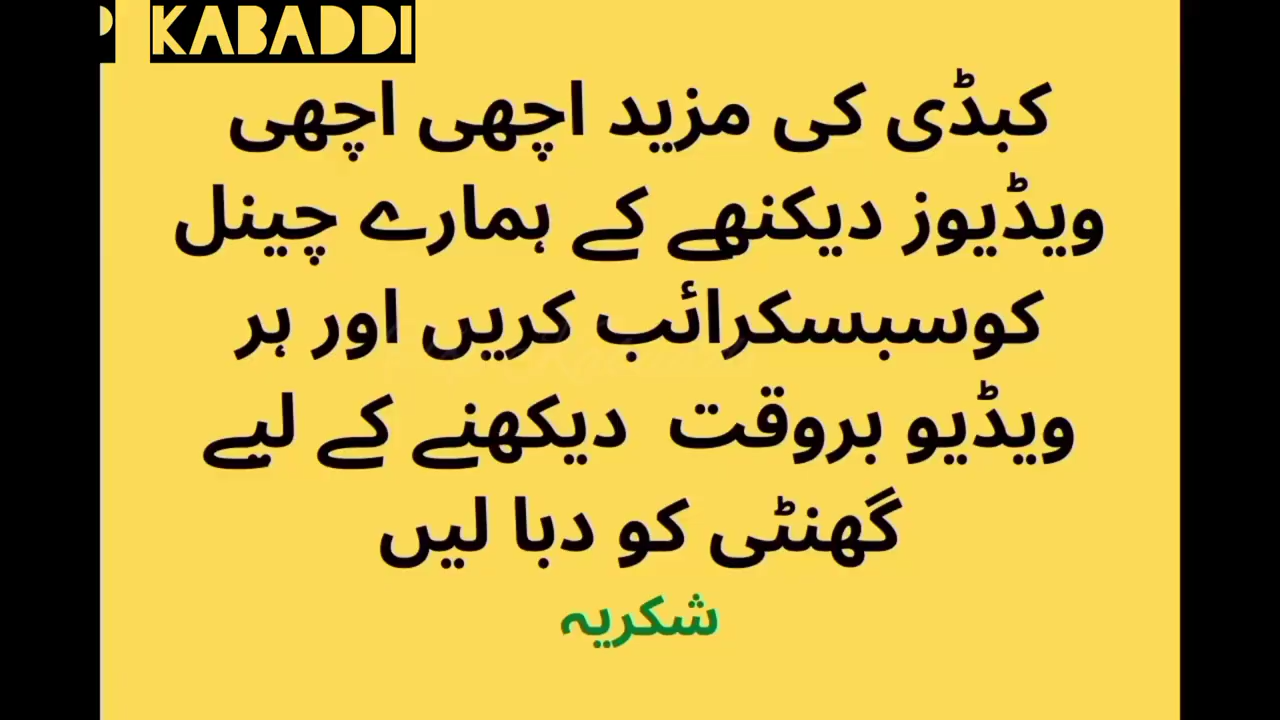 P KABADDI
کبڈی کی مزید اچھی اچھی
ویڈیوز دیکنھے کے ہمارے چینل
کوسبسکرائب کریں اور ہر
ویڈیو بروقت دیکھنے کے لیے
گھنٹی کو دبا لیں
شکریہ